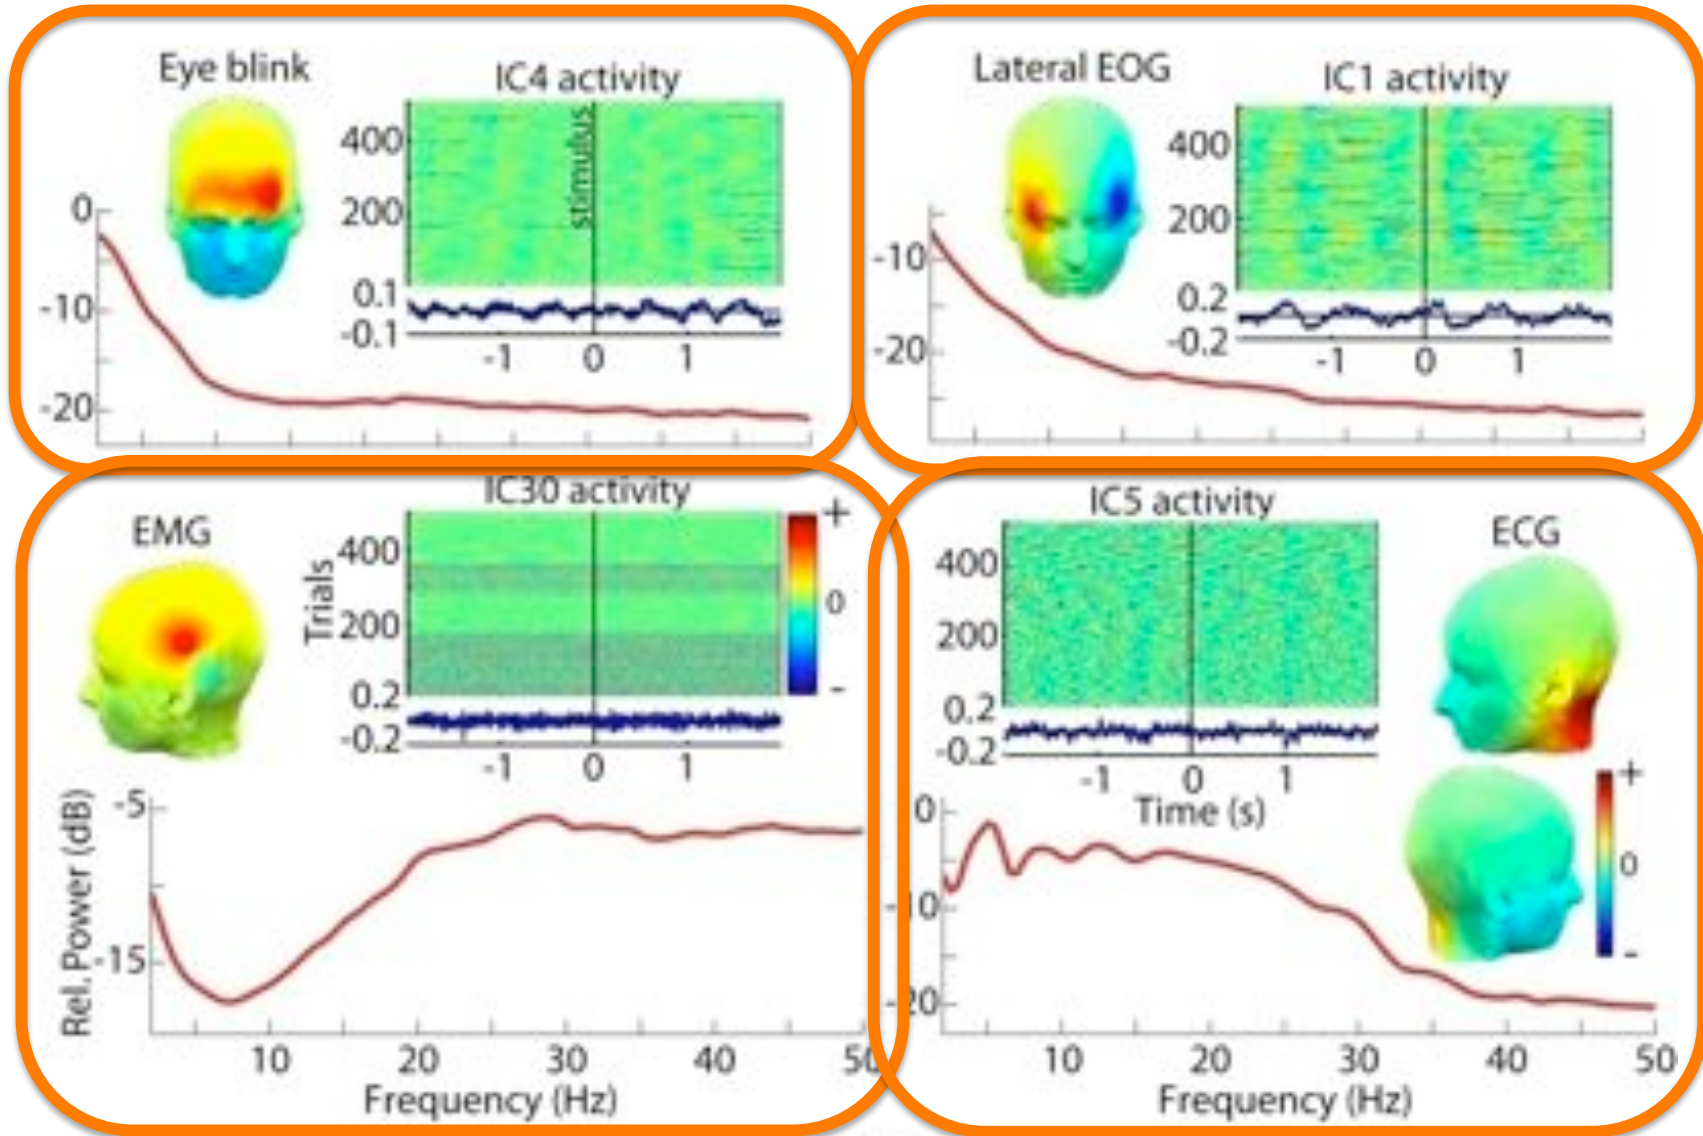 Eye blink
IC4 activity
400
200
stimulus
0.1
-0.1
-1 0 1
0
-10
-20
Lateral EOG
IC1 activity
400
200
0.2
-0.2
-1 0 1
-10
-20
EMG
IC30 activity
Trials
400
200
0.2
-0.2
-1 0 1
+
0
-
Rel. Power (dB)
-5
-15
10 20 30 40 50
Frequency (Hz)
IC5 activity
400
200
0.2
-0.2
-1 0 1
Time (s)
ECG
+
0
-
0
-10
-20
10 20 30 40 50
Frequency (Hz)